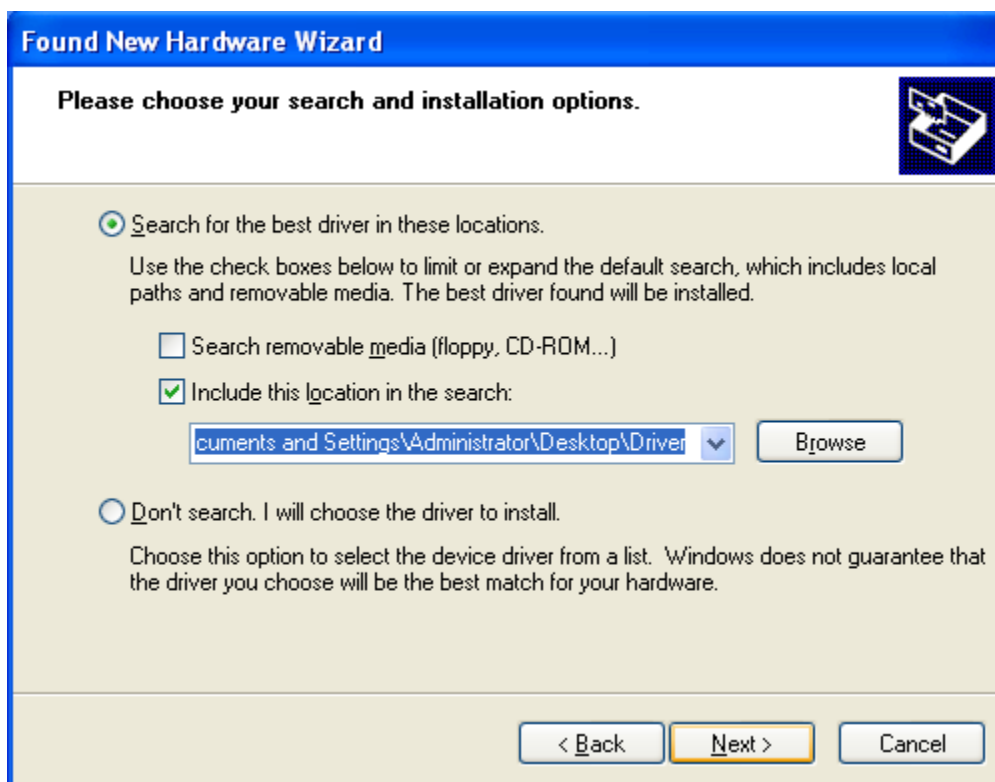 Found New Hardware Wizard
Please choose your search and installation options.
Search for the best driver in these locations.
Use the check boxes below to limit or expand the default search, which includes local
paths and removable media. The best driver found will be installed.
Search removable media (floppy, CD-ROM...)
Include this location in the search:
cuments and Settings\Administrator\Desktop\Driver
Browse
Don't search. I will choose the driver to install.
Choose this option to select the device driver from a list. Windows does not guarantee that
the driver you choose will be the best match for your hardware.
< Back Next > Cancel